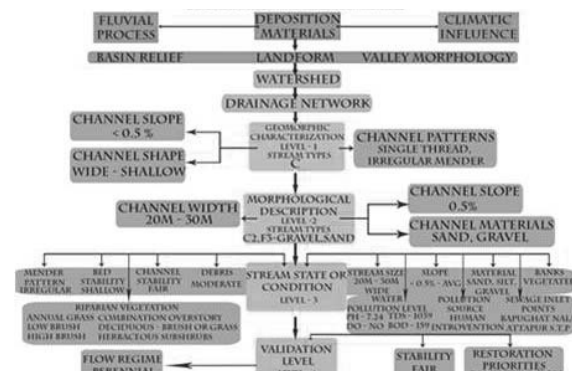 FLUVIAL PROCESS
DEPOSITION MATERIALS
CLIMATIC INFLUENCE
BASIN RELIEF LANDFORM VALLEY MORPHOLOGY
WATERSHED
DRAINAGE NETWORK
CHANNEL SLOPE
<0.5 %
GEOMORPHIC
CHARACTERIZATION
LEVEL - 1
STREAM TYPES
C
CHANNEL PATTERNS
SINGLE THREAD,
IRREGULAR MENDER
CHANNEL SHAPE
WIDE - SHALLOW
MORPHOLOGICAL
DESCRIPTION
LEVEL -2
STREAM TYPES
C2,F3-GRAVEL,SAND
CHANNEL WIDTH
20M - 30M
CHANNEL SLOPE
0.5%
CHANNEL MATERIALS
SAND, GRAVEL
MENDER
PATTERN
IRREGULAR
BED
STABILITY
SHALLOW
CHANNEL
STABILITY
FAIR
DEBRIS
MODERATE
STREAM STATE OR
CONDITION
LEVEL - 3
STREAM SIZE
20M - 30M
WIDE
SLOPE
<0.5% - AVG
MATERIAL
SAND, SILT,
GRAVEL
BANKS
VEGETATED
RIPARIAN VEGETATION
ANNUAL GRASS COMBINATION OVERSTORY
LOW BRUSH DECIDUOUS - BRUSH OR GRASS
HIGH BRUSH HERBACTOUS SUBSHRUBS
WATER
POLLUTION LEVEL
PH - 7.24 TDS - 1059
DO - NO BOD - 159
POLLUTION
SOURCE
HUMAN
INTROVENTION
SEWAGE INLET
POINTS
BAPUGHAT NALA
ATTAPUR S.T.P
FLOW REGIME
VALIDATION
LEVEL
STABILITY
FAIR
RESTORATION
PRIORITIES